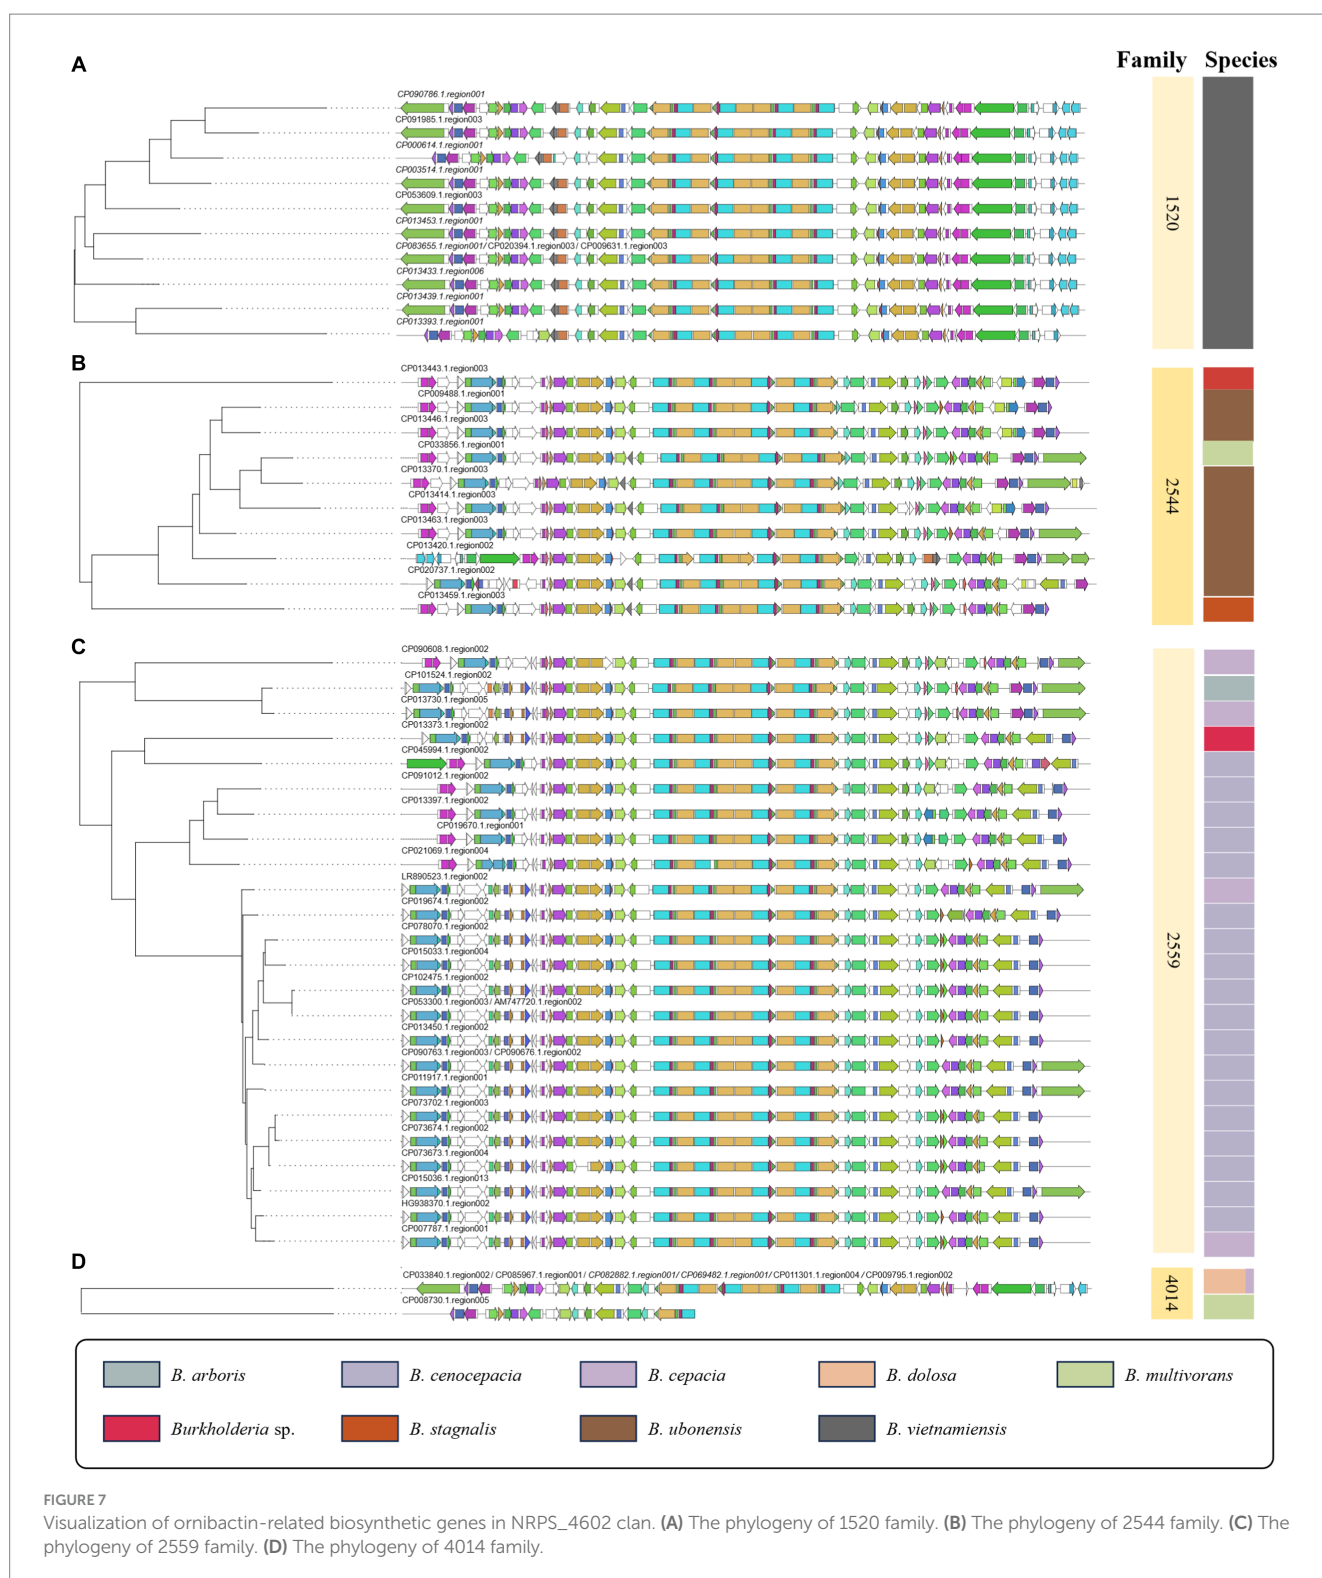 Family Species
A
CP090786.1.region001
CP091985.1.region003
CP000614.1.region001
CP003514.1.region001
CP053609.1.region003
CP013453.1.region001
CP083655.1.region001/ CP020394.1.region003/ CP009631.1.region003
CP013433.1.region006
CP013439.1.region001
CP013393.1.region001
1520
B
CP013443.1.region003
CP009488.1.region001
CP013446.1.region003
CP033856.1.region001
CP013370.1.region003
CP013414.1.region003
CP013463.1.region003
CP013420.1.region002
CP020737.1.region002
CP013459.1.region003
2544
C
CP090608.1.region002
CP101524.1.region002
CP013730.1.region005
CP013373.1.region002
CP045994.1.region002
CP091012.1.region002
CP013397.1.region002
CP019670.1.region001
CP021069.1.region004
LR890523.1.region002
CP019674.1.region002
CP078070.1.region002
CP015033.1.region004
CP102475.1.region002
CP053300.1.region003/ AM747720.1.region002
CP013450.1.region002
CP090763.1.region003/ CP090676.1.region002
CP011917.1.region001
CP073702.1.region003
CP073674.1.region002
CP073673.1.region004
CP015036.1.region013
HG938370.1.region002
CP007787.1.region001
2559
D
CP033840.1.region002/ CP085967.1.region001/ CP082882.1.region001/ CP069482.1.region001/ CP011301.1.region004 / CP009795.1.region002
CP008730.1.region005
4014
B. arboris B. cenocepacia B. cepacia B. dolosa B. multivorans
Burkholderia sp. B. stagnalis B. ubonensis B. vietnamiensis
FIGURE 7
Visualization of ornibactin-related biosynthetic genes in NRPS_4602 clan. (A) The phylogeny of 1520 family. (B) The phylogeny of 2544 family. (C) The
phylogeny of 2559 family. (D) The phylogeny of 4014 family.